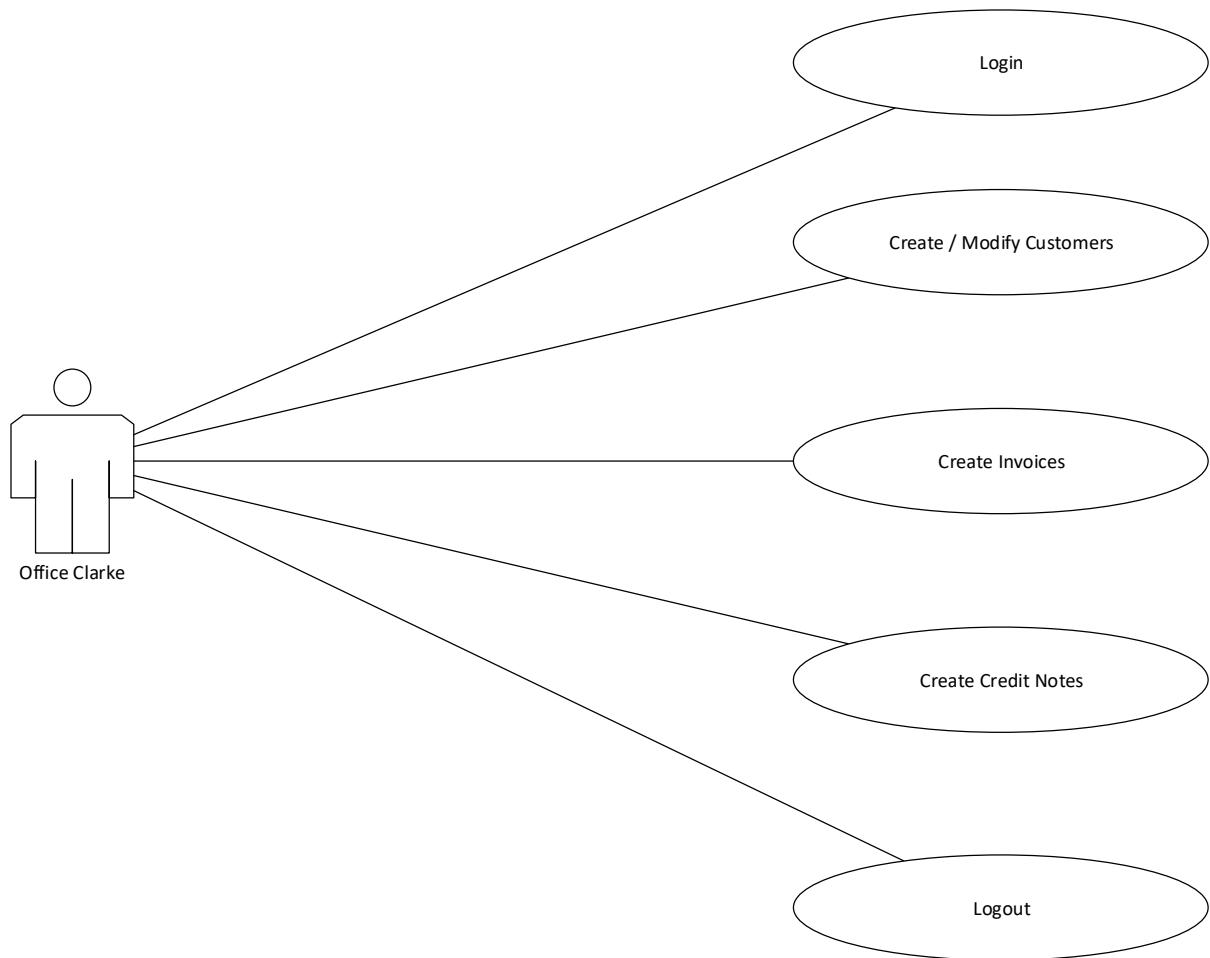 Login
Create / Modify Customers
Create Invoices
Office Clarke
Create Credit Notes
Logout